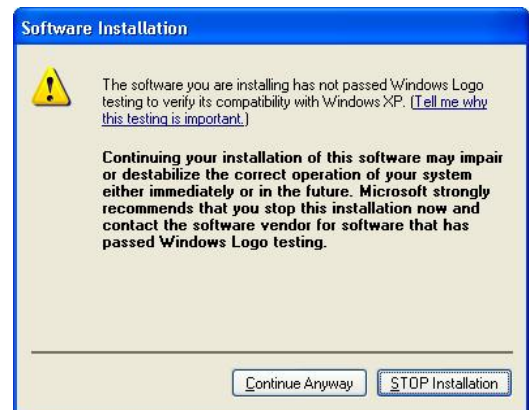 Software Installation
The software you are installing has not passed Windows Logo
testing to verify its compatibility with Windows XP. (Tell me why
this testing is important.)
Continuing your installation of this software may impair
or destabilize the correct operation of your system
either immediately or in the future. Microsoft strongly
recommends that you stop this installation now and
contact the software vendor for software that has
passed Windows Logo testing.
Continue Anyway STOP Installation